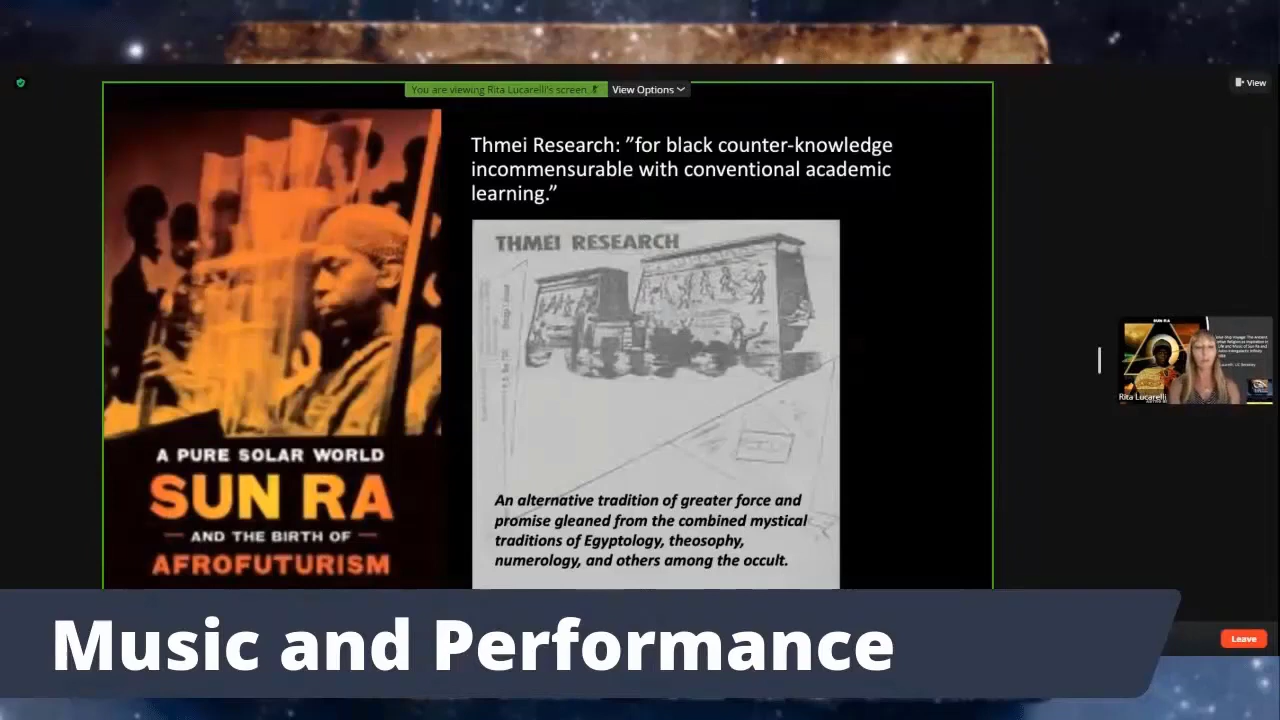 You are viewing Rita Lucarelli's screen
View Options
View
Thmei Research: ”for black counter-knowledge
incommensurable with conventional academic
learning.”
THMEI RESEARCH
A PURE SOLAR WORLD
SUN RA
AND THE BIRTH OF
AFROFUTURISM
An alternative tradition of greater force and
promise gleaned from the combined mystical
traditions of Egyptology, theosophy,
numerology, and others among the occult.
SUN RA
Rita Lucarelli
Leave
Music and Performance